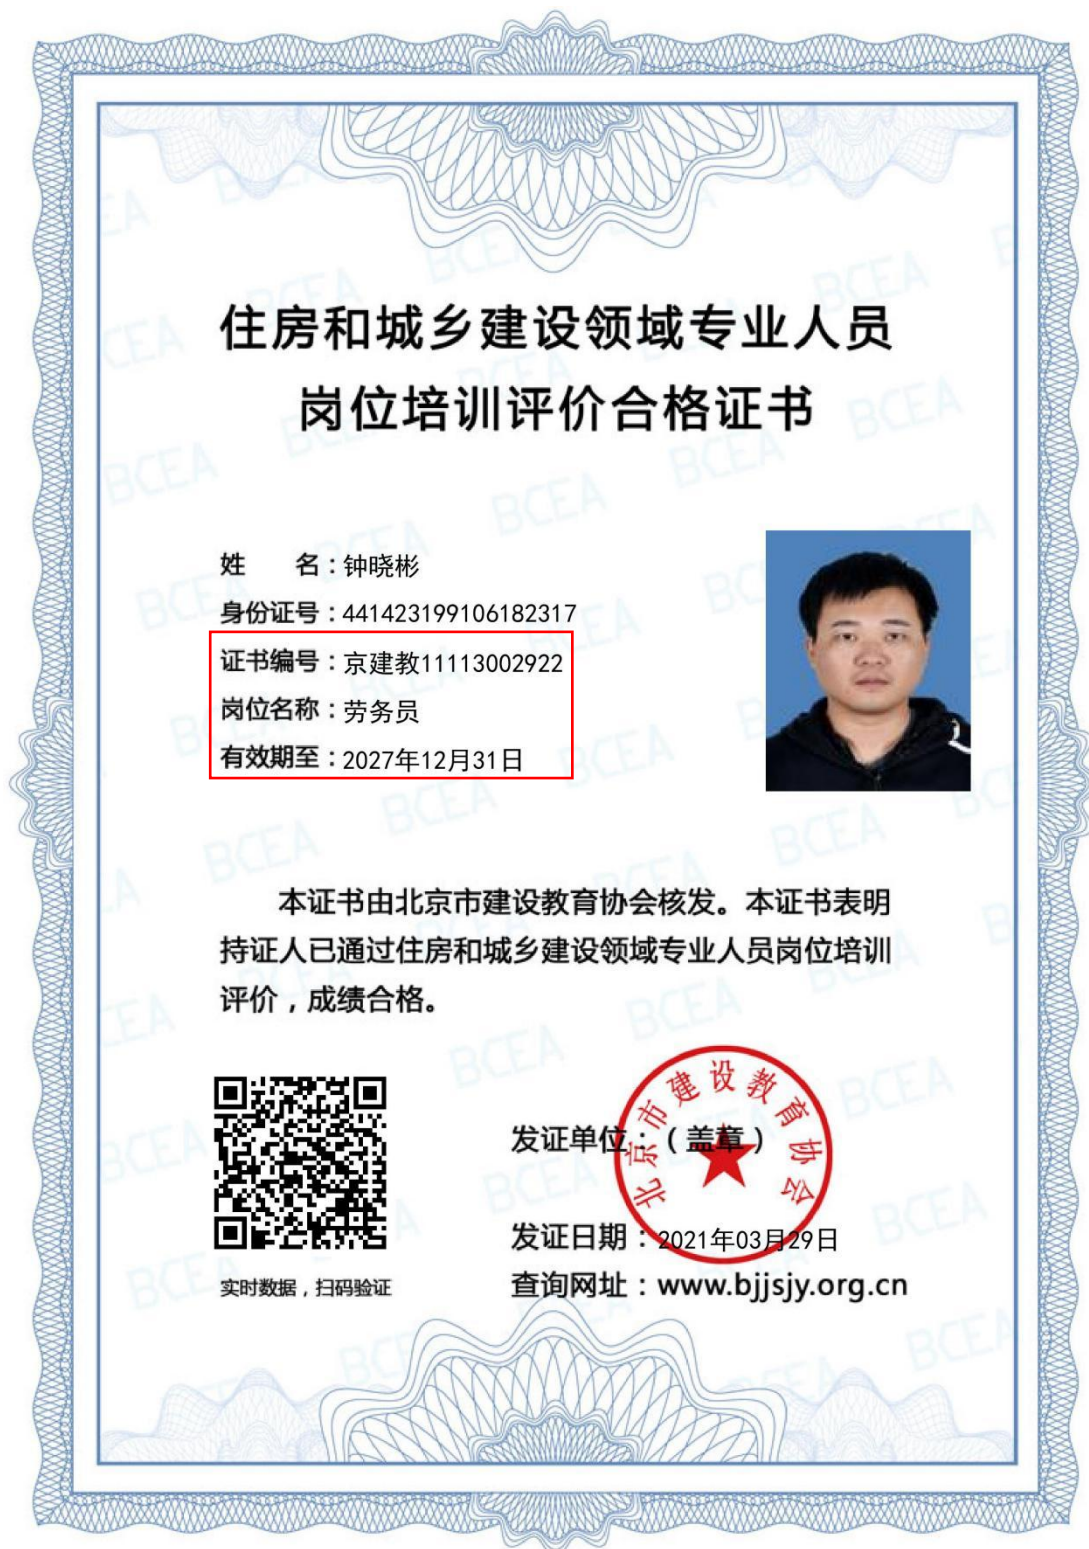 住房和城乡建设领域专业人员
岗位培训评价合格证书
姓 名：钟晓彬
身份证号：441423199106182317
证书编号：京建教11113002922
岗位名称：劳务员
有效期至：2027年12月31日
本证书由北京市建设教育协会核发。本证书表明
持证人已通过住房和城乡建设领域专业人员岗位培训
评价，成绩合格。
北京市建设教育协会
发证单位：（盖章）
发证日期：2021年03月29日
查询网址：www.bjjsjy.org.cn
实时数据，扫码验证
BCEA